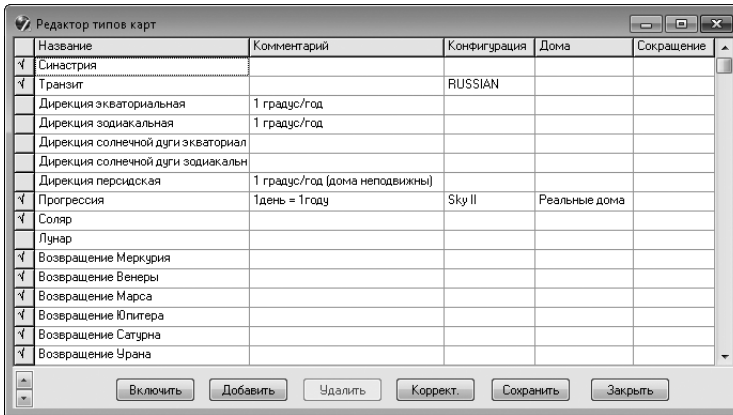 Редактор типов карт
Название Комментарий Конфигурация Дома Сокращение
Синастрия
Транзит RUSSIAN
Дирекция экваториальная 1 градус/год
Дирекция зодиакальная 1 градус/год
Дирекция солнечной дуги экваториал
Дирекция солнечной дуги зодиакальн
Дирекция персидская 1 градус/год (дома неподвижны)
Прогрессия 1день = 1году Sky II Реальные дома
Соляр
Лунар
Возвращение Меркурия
Возвращение Венеры
Возвращение Марса
Возвращение Юпитера
Возвращение Сатурна
Возвращение Урана
Включить Добавить Удалить Коррект. Сохранить Закрыть